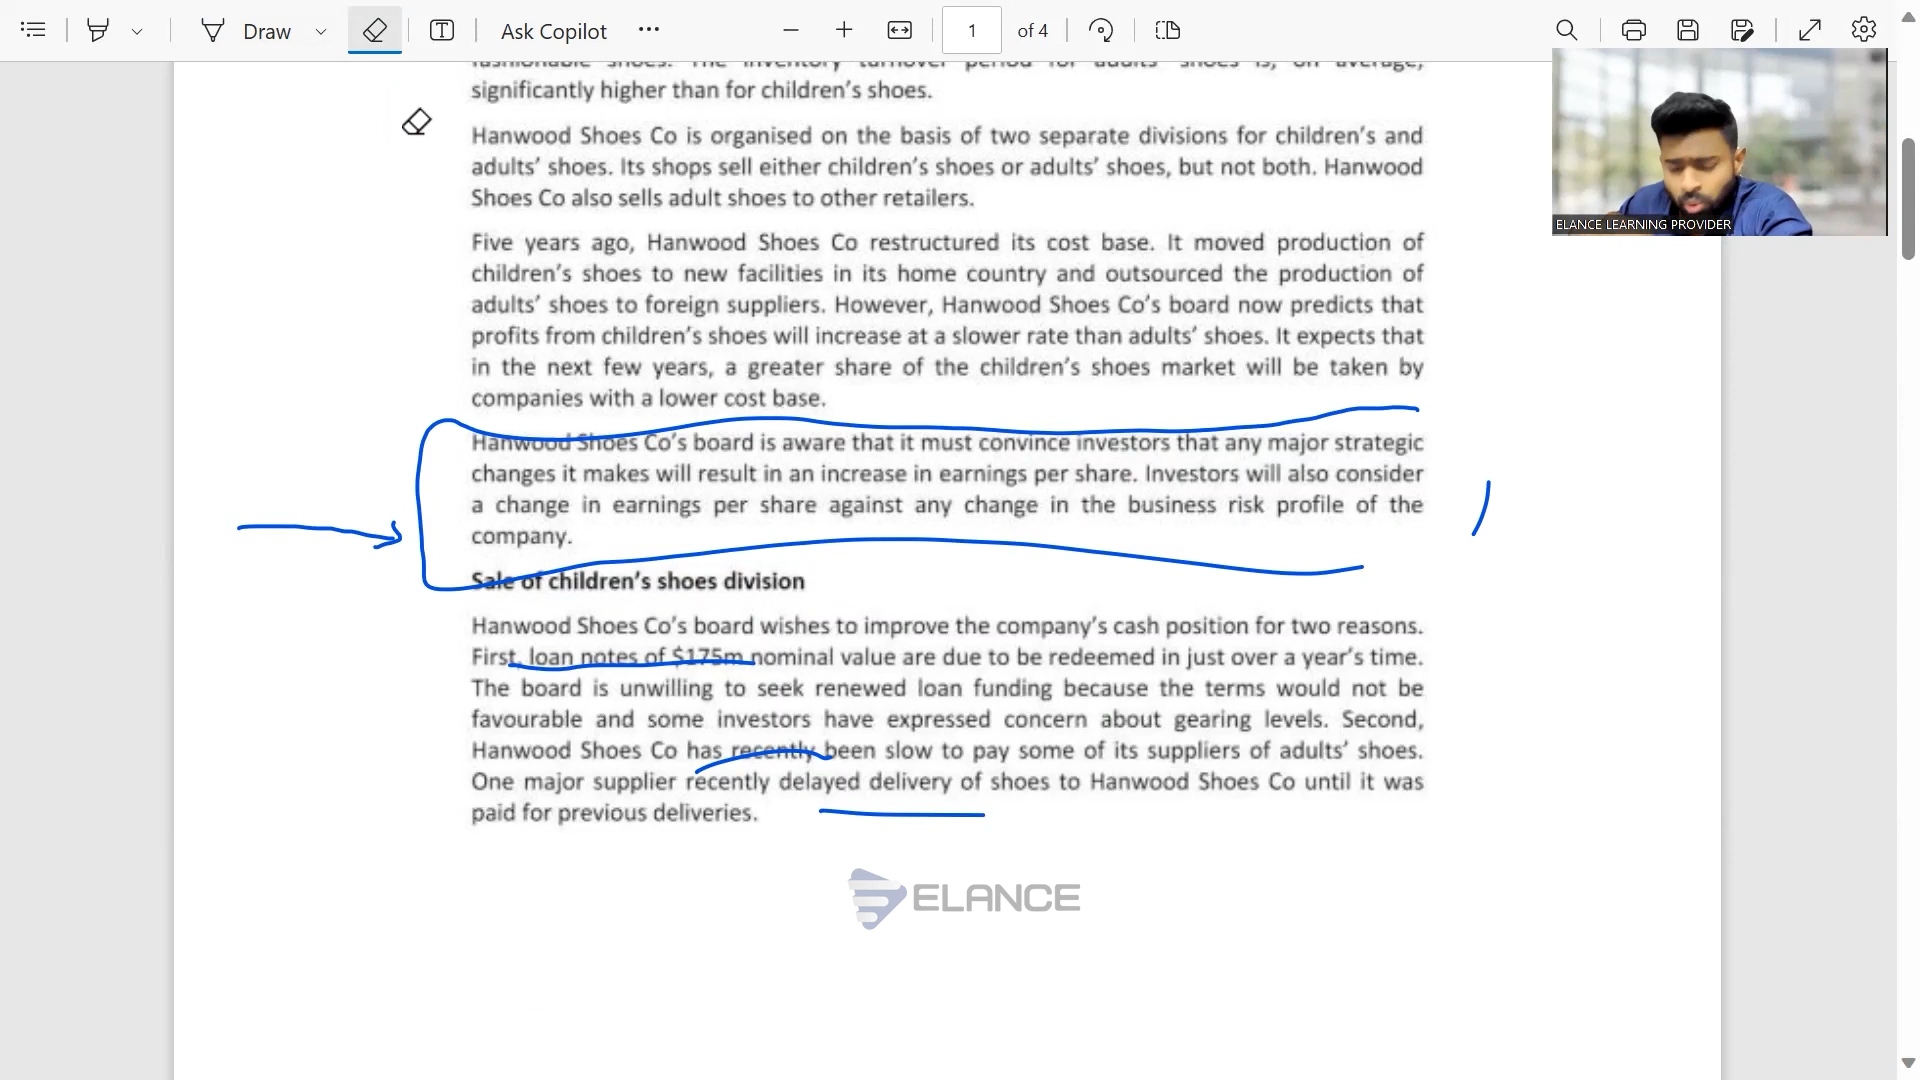 Draw
Ask Copilot
1
of 4
fashionable shoes. The inventory turnover period for adults' shoes is, on average,
significantly higher than for children's shoes.
Hanwood Shoes Co is organised on the basis of two separate divisions for children's and
adults' shoes. Its shops sell either children's shoes or adults' shoes, but not both. Hanwood
Shoes Co also sells adult shoes to other retailers.
Five years ago, Hanwood Shoes Co restructured its cost base. It moved production of
children's shoes to new facilities in its home country and outsourced the production of
adults' shoes to foreign suppliers. However, Hanwood Shoes Co's board now predicts that
profits from children's shoes will increase at a slower rate than adults' shoes. It expects that
in the next few years, a greater share of the children's shoes market will be taken by
companies with a lower cost base.
Hanwood Shoes Co's board is aware that it must convince investors that any major strategic
changes it makes will result in an increase in earnings per share. Investors will also consider
a change in earnings per share against any change in the business risk profile of the
company.
Sale of children's shoes division
Hanwood Shoes Co's board wishes to improve the company's cash position for two reasons.
First, loan notes of $175m nominal value are due to be redeemed in just over a year's time.
The board is unwilling to seek renewed loan funding because the terms would not be
favourable and some investors have expressed concern about gearing levels. Second,
Hanwood Shoes Co has recently been slow to pay some of its suppliers of adults' shoes.
One major supplier recently delayed delivery of shoes to Hanwood Shoes Co until it was
paid for previous deliveries.
ELANCE
ELANCE LEARNING PROVIDER